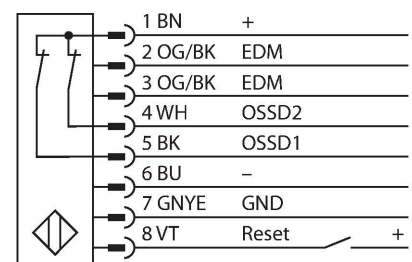 1 BN +
2 OG/BK EDM
3 OG/BK EDM
4 WH OSSD2
5 BK OSSD1
6 BU –
7 GNYE GND
8 VT Reset +